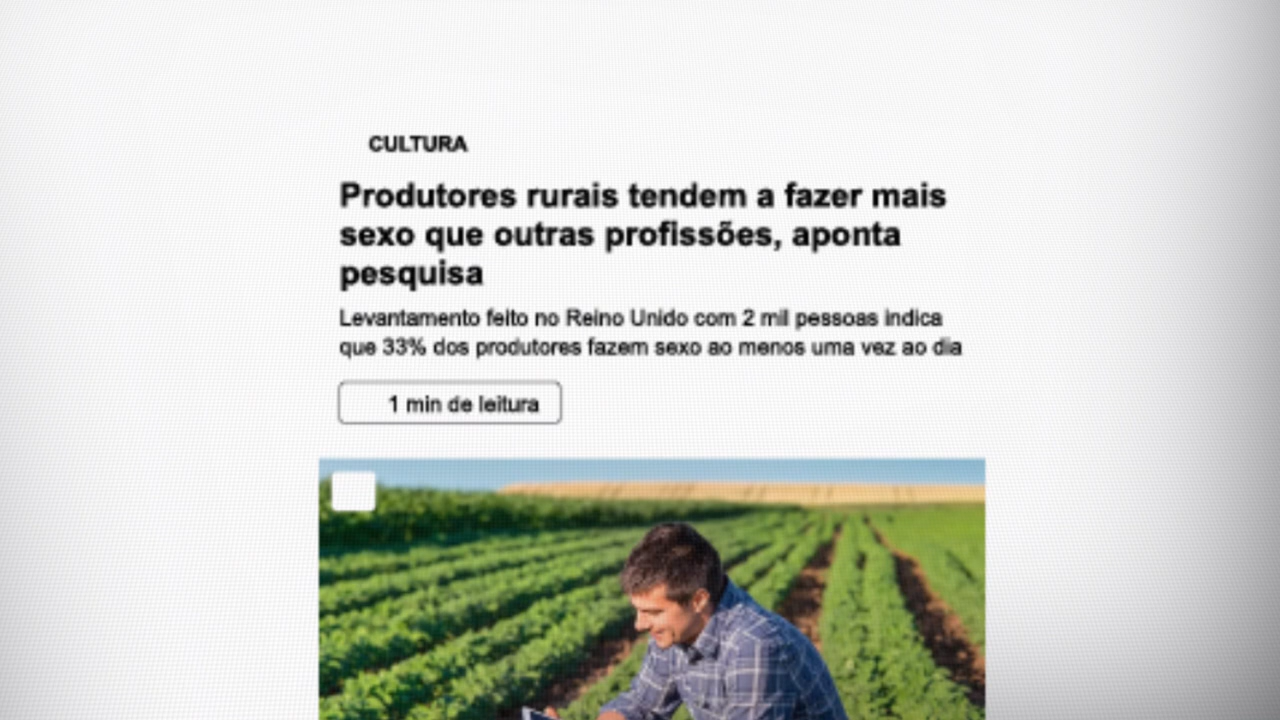 CULTURA
Produtores rurais tendem a fazer mais
sexo que outras profissões, aponta
pesquisa
Levantamento feito no Reino Unido com 2 mil pessoas indica
que 33% dos produtores fazem sexo ao menos uma vez ao dia
1 min de leitura